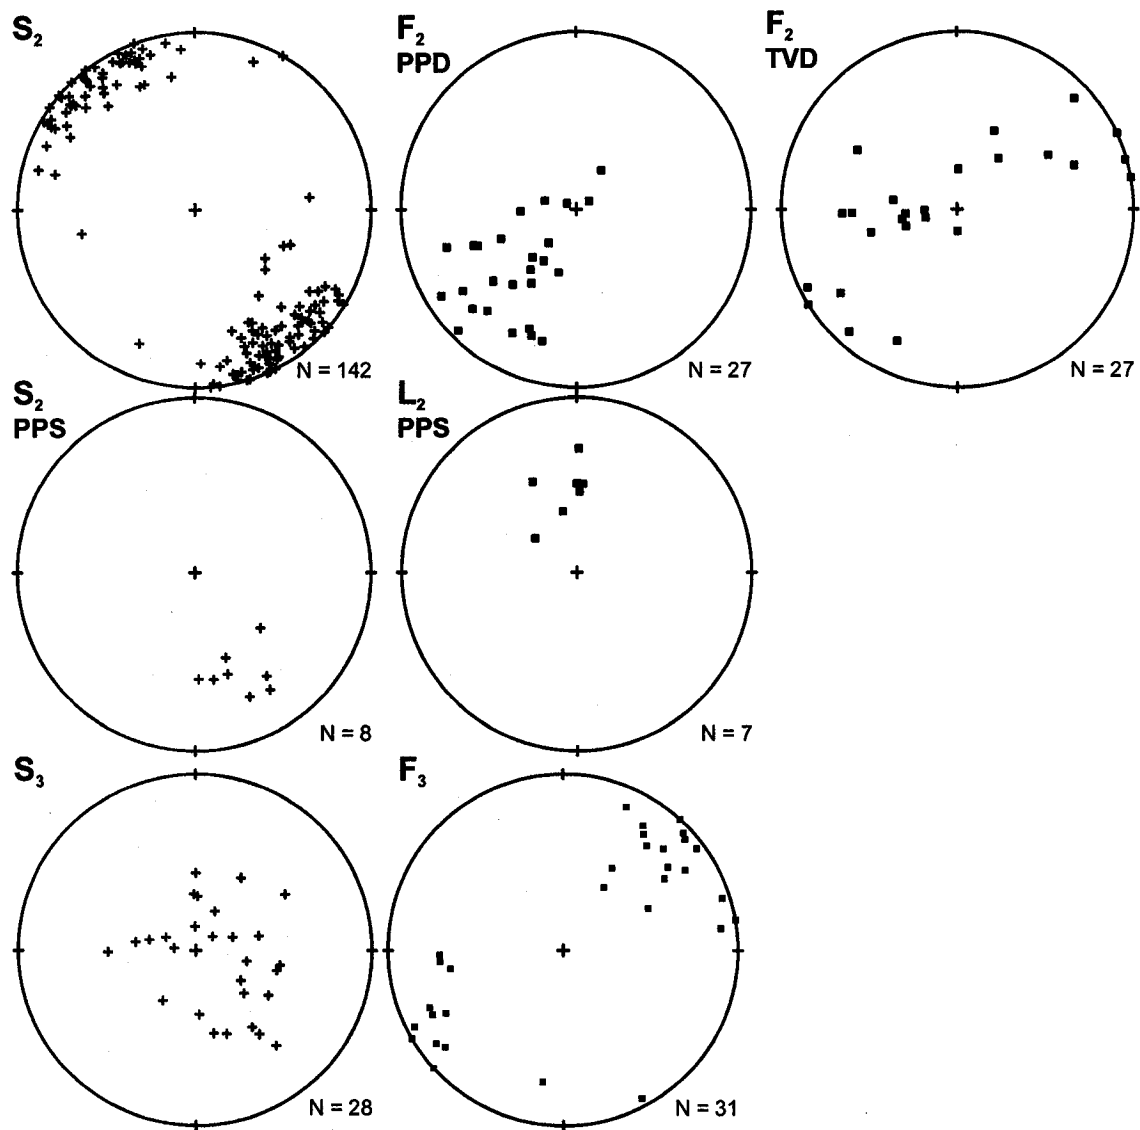 S₂
F₂
PPD
F₂
TVD
N = 142
N = 27
N = 27
S₂
PPS
L₂
PPS
N = 8
N = 7
S₃
F₃
N = 28
N = 31